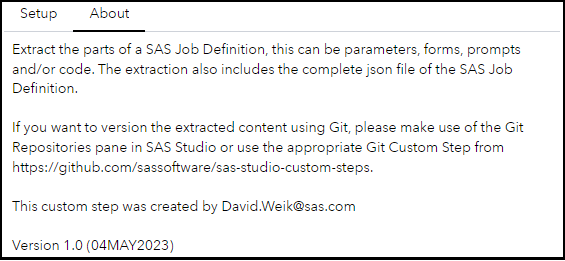 Setup About
Extract the parts of a SAS Job Definition, this can be parameters, forms, prompts
and/or code. The extraction also includes the complete json file of the SAS Job
Definition.
If you want to version the extracted content using Git, please make use of the Git
Repositories pane in SAS Studio or use the appropriate Git Custom Step from
https://github.com/sassoftware/sas-studio-custom-steps.
This custom step was created by David.Weik@sas.com
Version 1.0 (04MAY2023)